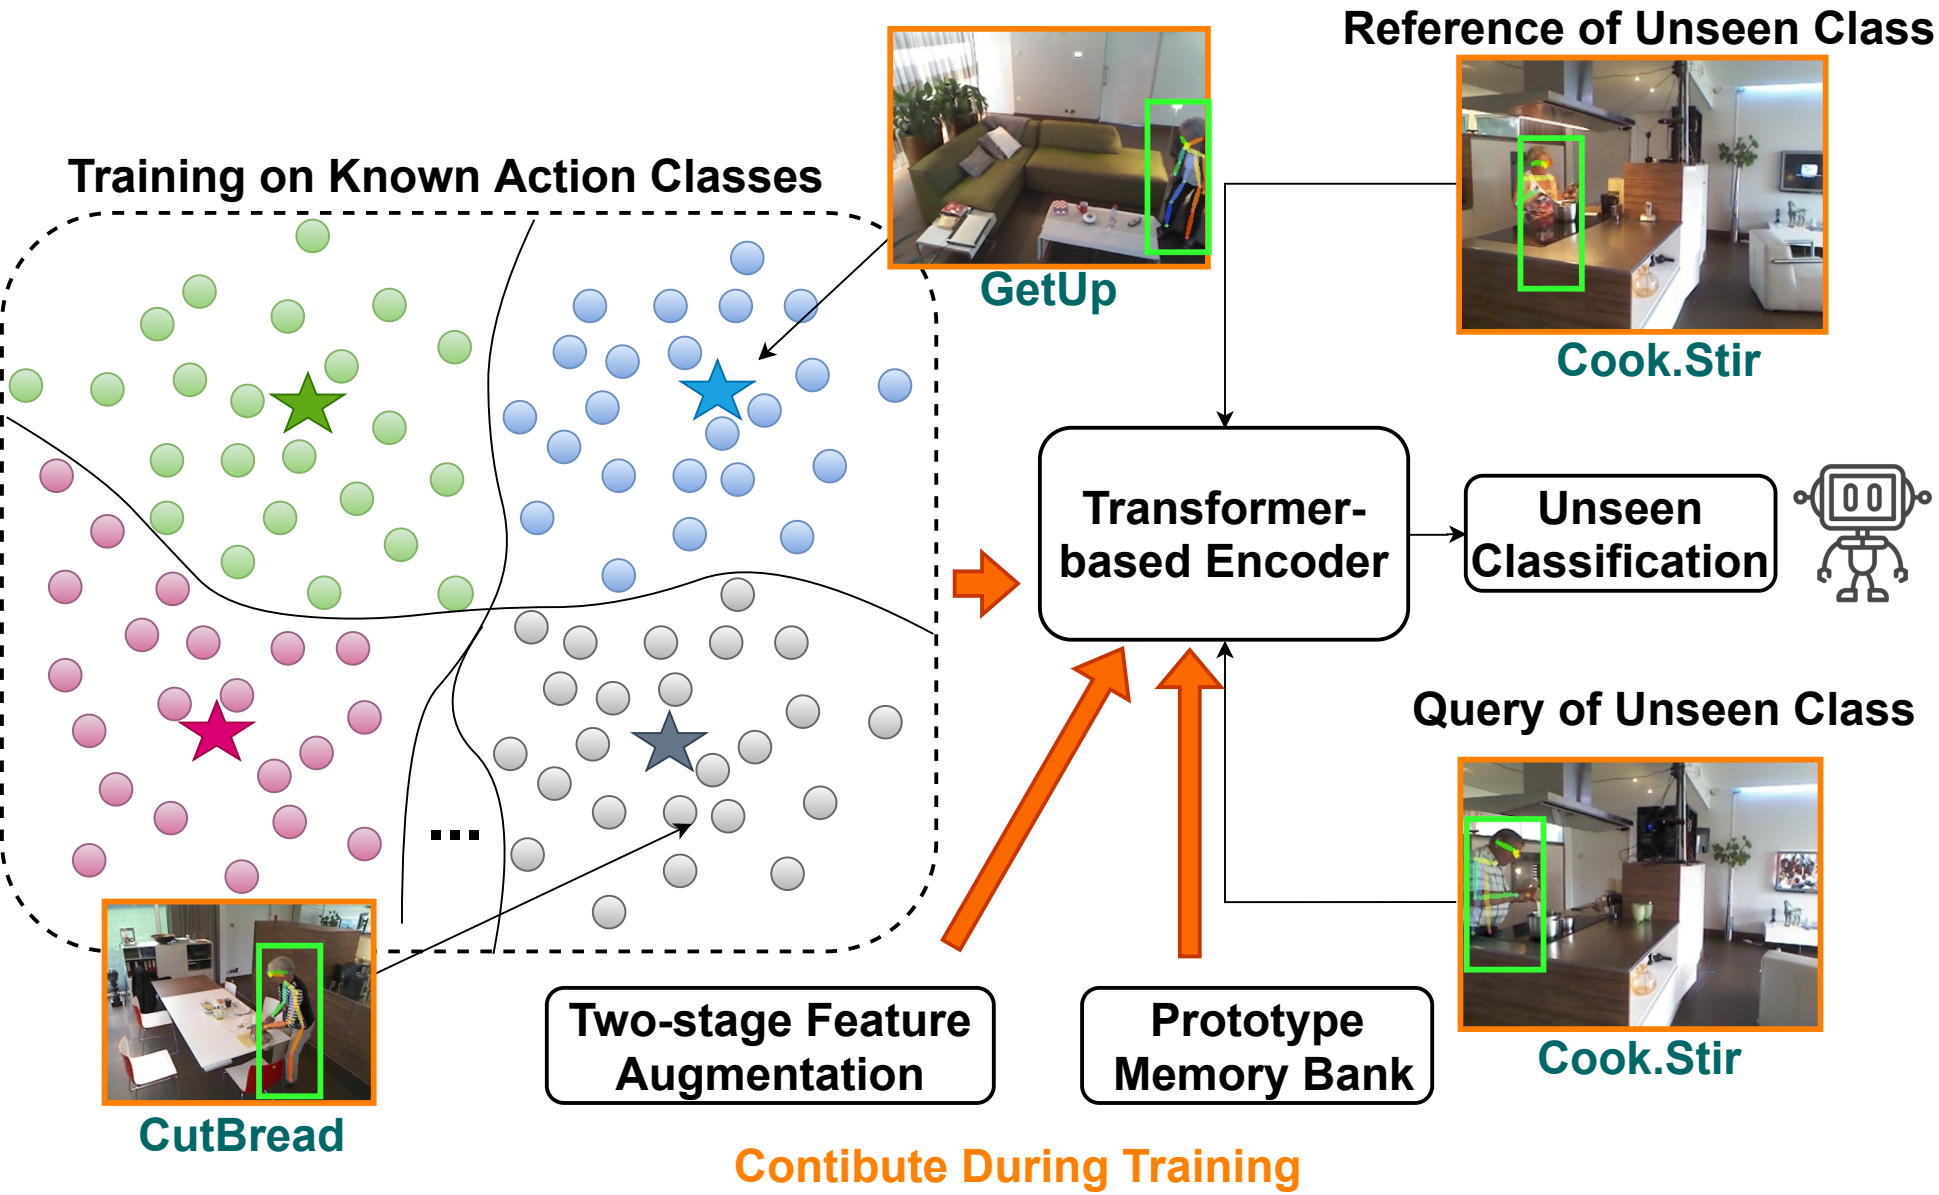 Reference of Unseen Class
Training on Known Action Classes
GetUp
Cook.Stir
Transformer-
based Encoder
Unseen
Classification
Query of Unseen Class
Cook.Stir
Two-stage Feature
Augmentation
Prototype
Memory Bank
CutBread
Contibute During Training